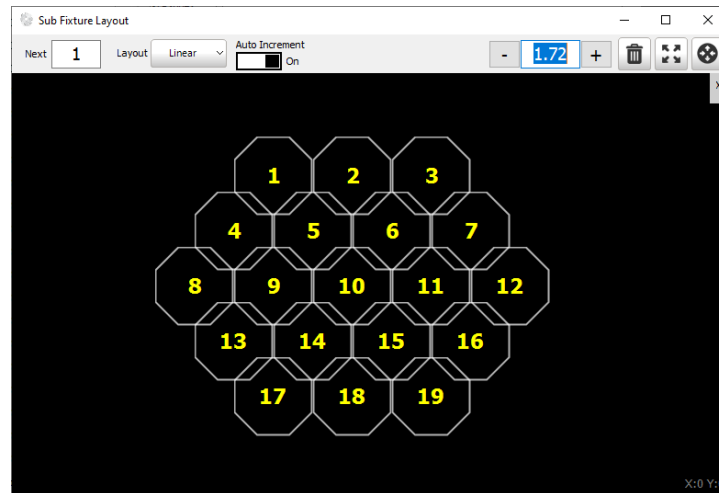 Sub Fixture Layout
Next 1 Layout Linear Auto Increment On - 1.72 +
1 2 3
4 5 6 7
8 9 10 11 12
13 14 15 16
17 18 19
X:0 Y: